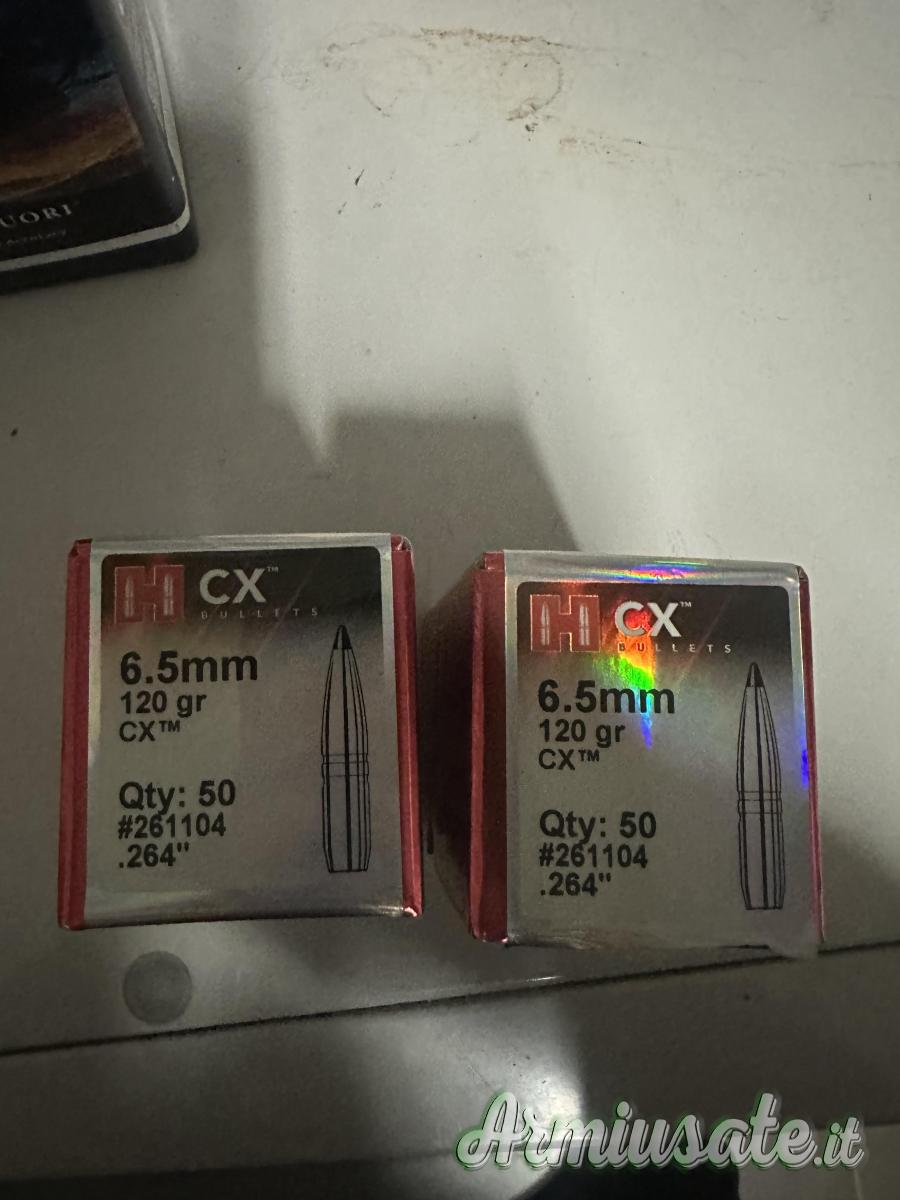 UORI
H CX™
BULLETS
6.5mm
120 gr
CX™
Qty: 50
#261104
.264"
H CX™
BULLETS
6.5mm
120 gr
CX™
Qty: 50
#261104
.264"
Armiusate.it